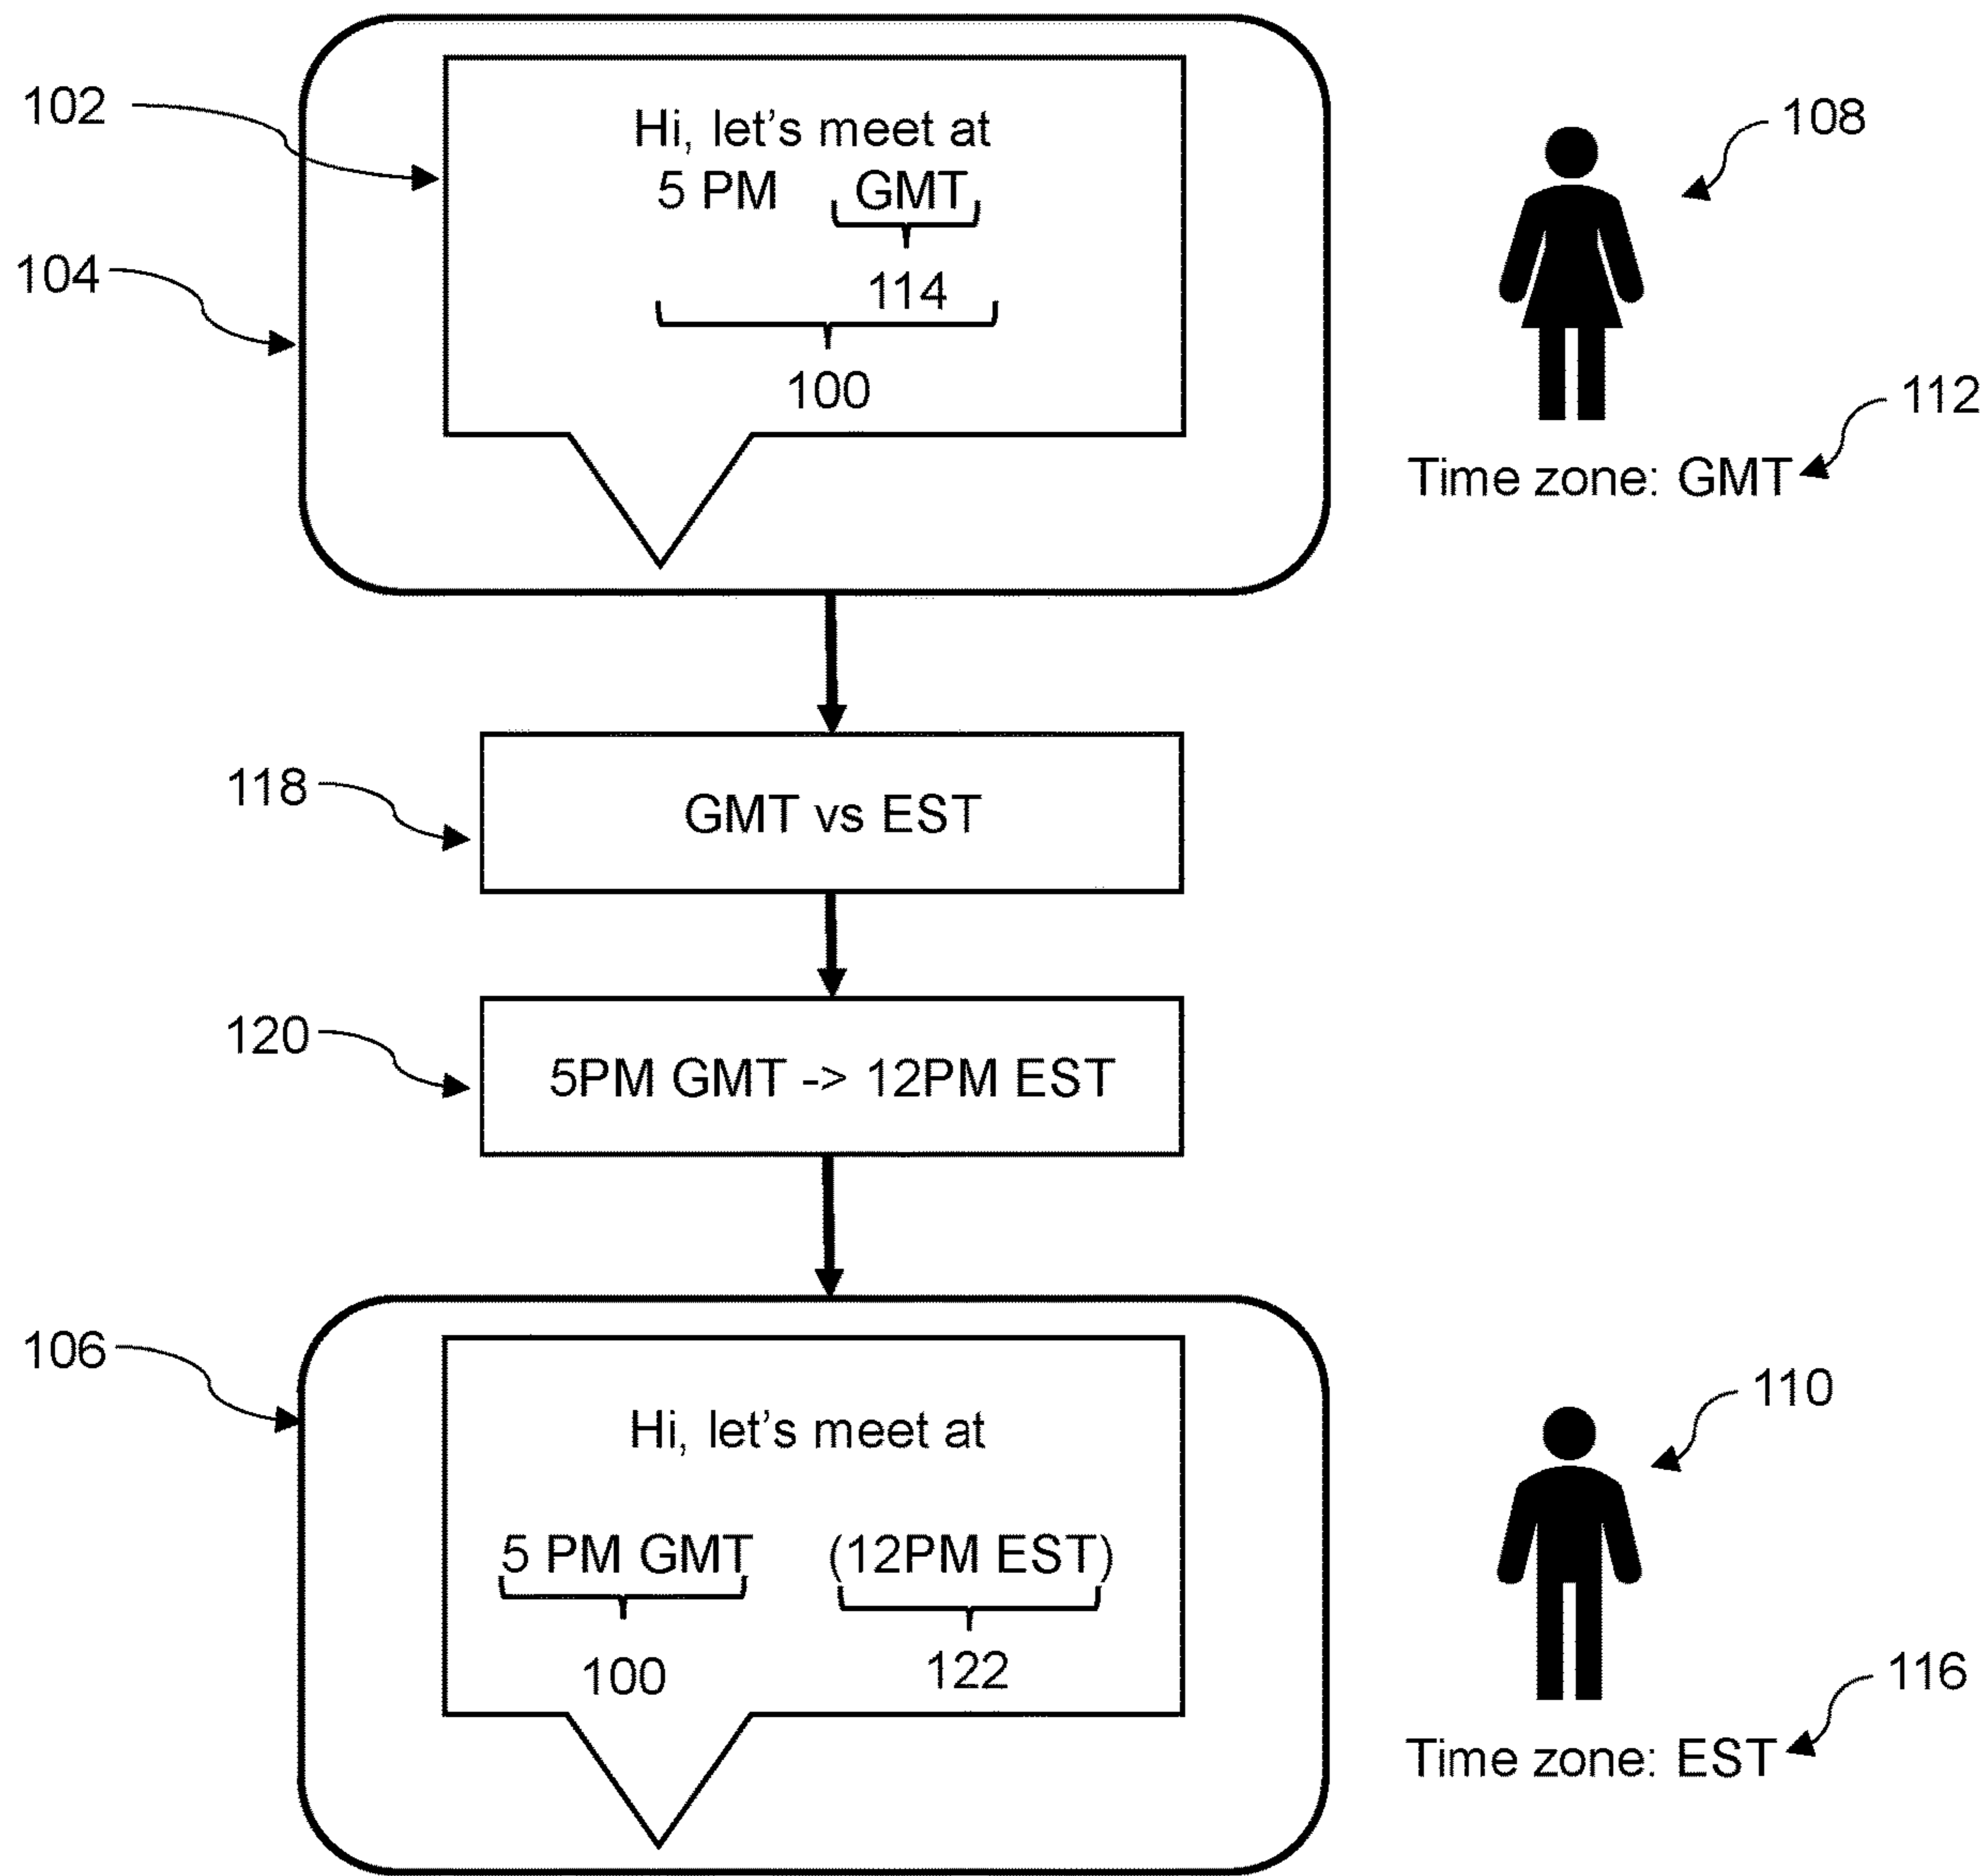 102
Hi, let's meet at
5 PM GMT
114
100
104
108
112
Time zone: GMT
118
GMT vs EST
120
5PM GMT -> 12PM EST
106
Hi, let's meet at
5 PM GMT (12PM EST)
100 122
110
116
Time zone: EST